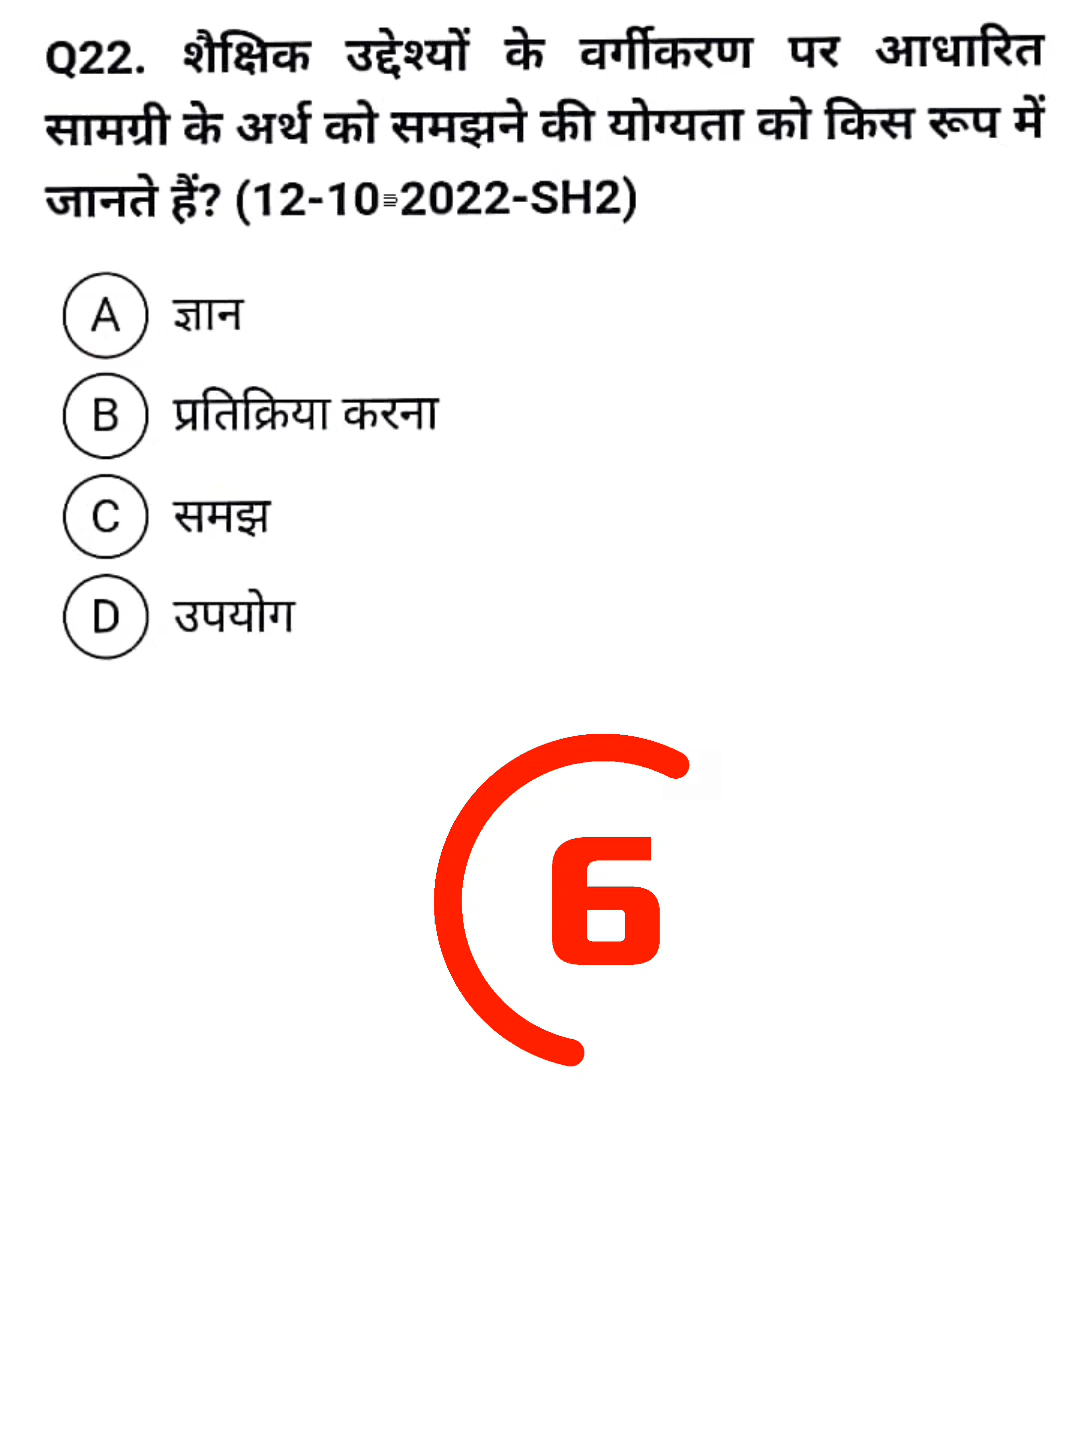 Q22. शैक्षिक उद्देश्यों के वर्गीकरण पर आधारित
सामग्री के अर्थ को समझने की योग्यता को किस रूप में
जानते हैं? (12-10-2022-SH2)
A ज्ञान
B प्रतिक्रिया करना
C समझ
D उपयोग
6